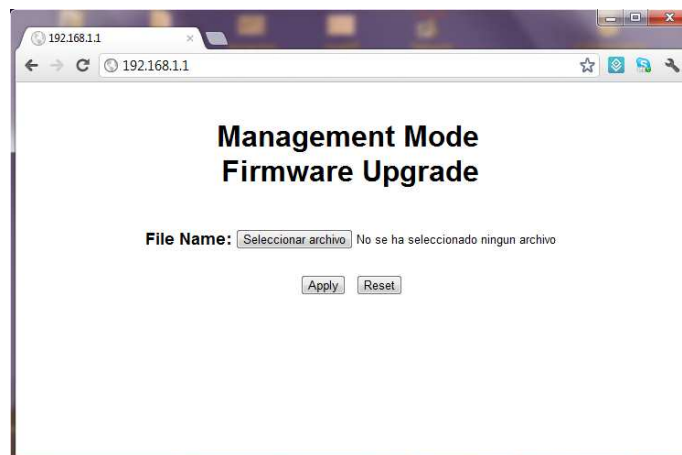 192.168.1.1
192.168.1.1
Management Mode
Firmware Upgrade
File Name: Seleccionar archivo No se ha seleccionado ningun archivo
Apply Reset